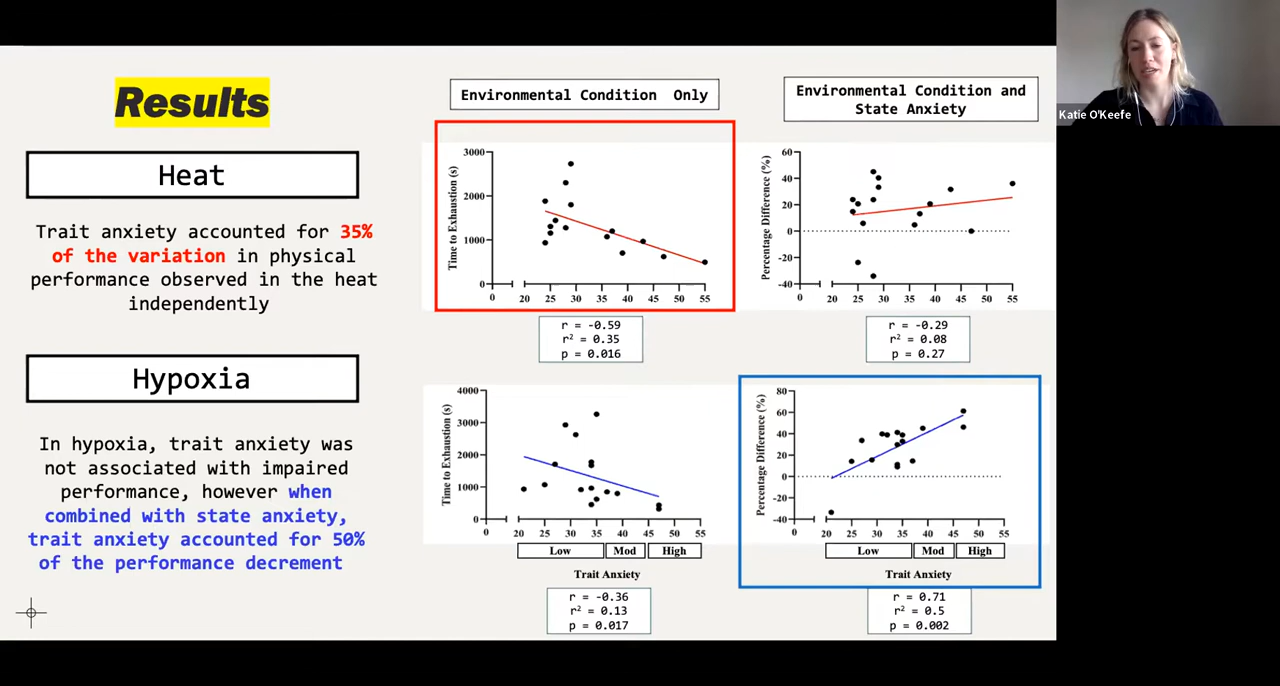 Results
Heat
Trait anxiety accounted for 35%
of the variation in physical
performance observed in the heat
independently
Hypoxia
In hypoxia, trait anxiety was
not associated with impaired
performance, however when
combined with state anxiety,
trait anxiety accounted for 50%
of the performance decrement
Environmental Condition Only
Time to Exhaustion (s)
3000
2000
1000
0
0 20 25 30 35 40 45 50 55
r = -0.59
r² = 0.35
p = 0.016
Environmental Condition and
State Anxiety
Percentage Difference (%)
60
40
20
0
-20
-40
0 20 25 30 35 40 45 50 55
r = -0.29
r² = 0.08
p = 0.27
Time to Exhaustion (s)
4000
3000
2000
1000
0
0 20 25 30 35 40 45 50 55
Low Mod High
Trait Anxiety
r = -0.36
r² = 0.13
p = 0.017
Percentage Difference (%)
80
60
40
20
0
-20
-40
0 20 25 30 35 40 45 50 55
Low Mod High
Trait Anxiety
r = 0.71
r² = 0.5
p = 0.002
Katie O'Keefe